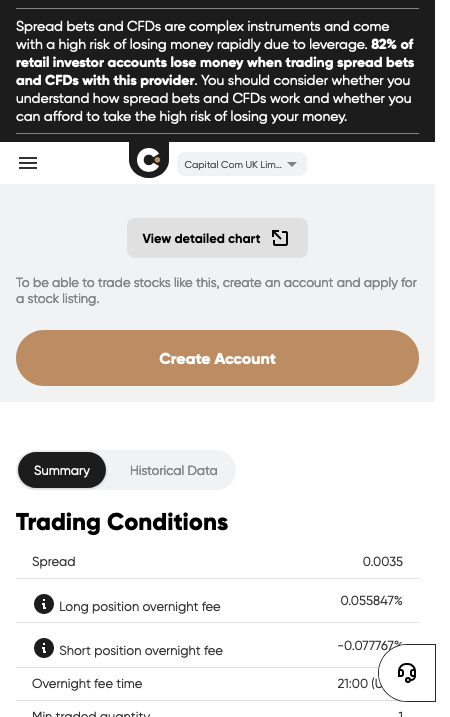 Spread bets and CFDs are complex instruments and come
with a high risk of losing money rapidly due to leverage. 82% of
retail investor accounts lose money when trading spread bets
and CFDs with this provider. You should consider whether you
understand how spread bets and CFDs work and whether you
can afford to take the high risk of losing your money.
Capital Com UK Lim...
View detailed chart
To be able to trade stocks like this, create an account and apply for
a stock listing.
Create Account
Summary
Historical Data
Trading Conditions
Spread 0.0035
Long position overnight fee 0.055847%
Short position overnight fee -0.077767%
Overnight fee time 21:00
Min traded quantity 1